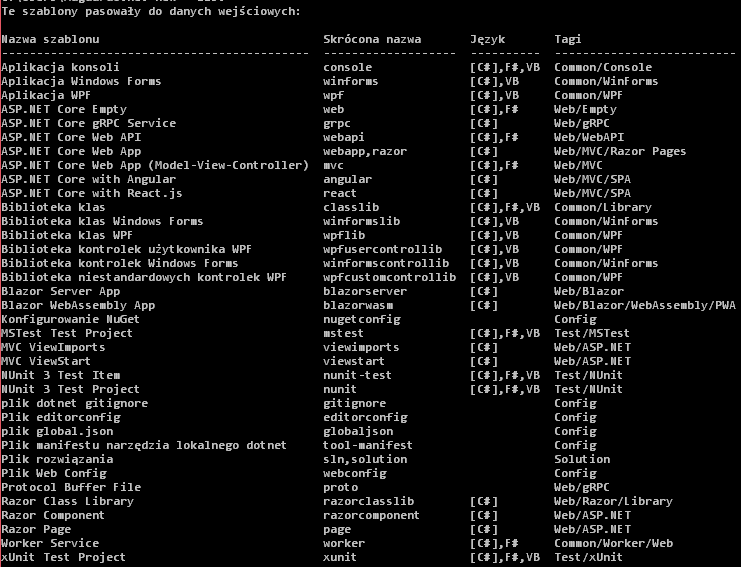 Te szablony pasowały do danych wejściowych:
Nazwa szablonu Skrócona nazwa Język Tagi
Aplikacja konsoli console [C#],F#,VB Common/Console
Aplikacja Windows Forms winforms [C#],VB Common/WinForms
Aplikacja WPF wpf [C#],VB Common/WPF
ASP.NET Core Empty web [C#],F# Web/Empty
ASP.NET Core gRPC Service grpc [C#] Web/gRPC
ASP.NET Core Web API webapi [C#],F# Web/WebAPI
ASP.NET Core Web App webapp,razor [C#] Web/MVC/Razor Pages
ASP.NET Core Web App (Model-View-Controller) mvc [C#],F# Web/MVC
ASP.NET Core with Angular angular [C#] Web/MVC/SPA
ASP.NET Core with React.js react [C#] Web/MVC/SPA
Biblioteka klas classlib [C#],F#,VB Common/Library
Biblioteka klas Windows Forms winformslib [C#],VB Common/WinForms
Biblioteka klas WPF wpflib [C#],VB Common/WPF
Biblioteka kontrolek użytkownika WPF wpfusercontrollib [C#],VB Common/WPF
Biblioteka kontrolek Windows Forms winformscontrollib [C#],VB Common/WinForms
Biblioteka niestandardowych kontrolek WPF wpfcustomcontrollib [C#],VB Common/WPF
Blazor Server App blazorserver [C#] Web/Blazor
Blazor WebAssembly App blazorwasm [C#] Web/Blazor/WebAssembly/PWA
Konfigurowanie NuGet nugetconfig Config
MSTest Test Project mstest [C#],F#,VB Test/MSTest
MVC ViewImports viewimports [C#] Web/ASP.NET
MVC ViewStart viewstart [C#] Web/ASP.NET
NUnit 3 Test Item nunit-test [C#],F#,VB Test/NUnit
NUnit 3 Test Project nunit [C#],F#,VB Test/NUnit
plik dotnet gitignore gitignore Config
Plik editorconfig editorconfig Config
plik global.json globaljson Config
Plik manifestu narzędzia lokalnego dotnet tool-manifest Config
Plik rozwiązania sln,solution Solution
Plik Web Config webconfig Config
Protocol Buffer File proto Web/gRPC
Razor Class Library razorclasslib [C#] Web/Razor/Library
Razor Component razorcomponent [C#] Web/ASP.NET
Razor Page page [C#] Web/ASP.NET
Worker Service worker [C#],F# Common/Worker/Web
xUnit Test Project xunit [C#],F#,VB Test/xUnit